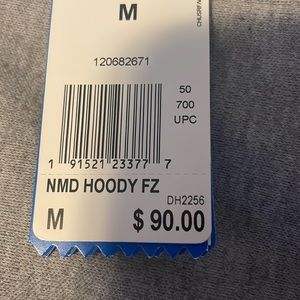 M
120682671
50
700
UPC
1 91521 23377 7
NMD HOODY FZ
DH2256
M $ 90.00